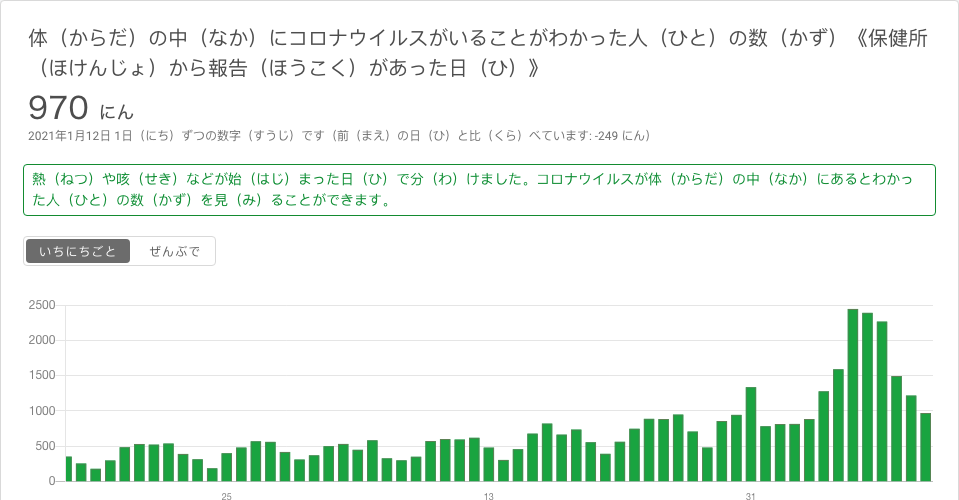 体（からだ）の中（なか）にコロナウイルスがいることがわかった人（ひと）の数（かず）《保健所
（ほけんじょ）から報告（ほうこく）があった日（ひ）》
970 にん
2021年1月12日 1日（にち）ずつの数字（すうじ）です（前（まえ）の日（ひ）と比（くら）べています: -249 にん）
熱（ねつ）や咳（せき）などが始（はじ）まった日（ひ）で分（わ）けました。コロナウイルスが体（からだ）の中（なか）にあるとわかっ
た人（ひと）の数（かず）を見（み）ることができます。
いちにちごと ぜんぶで
2500
2000
1500
1000
500
0
25 13 31